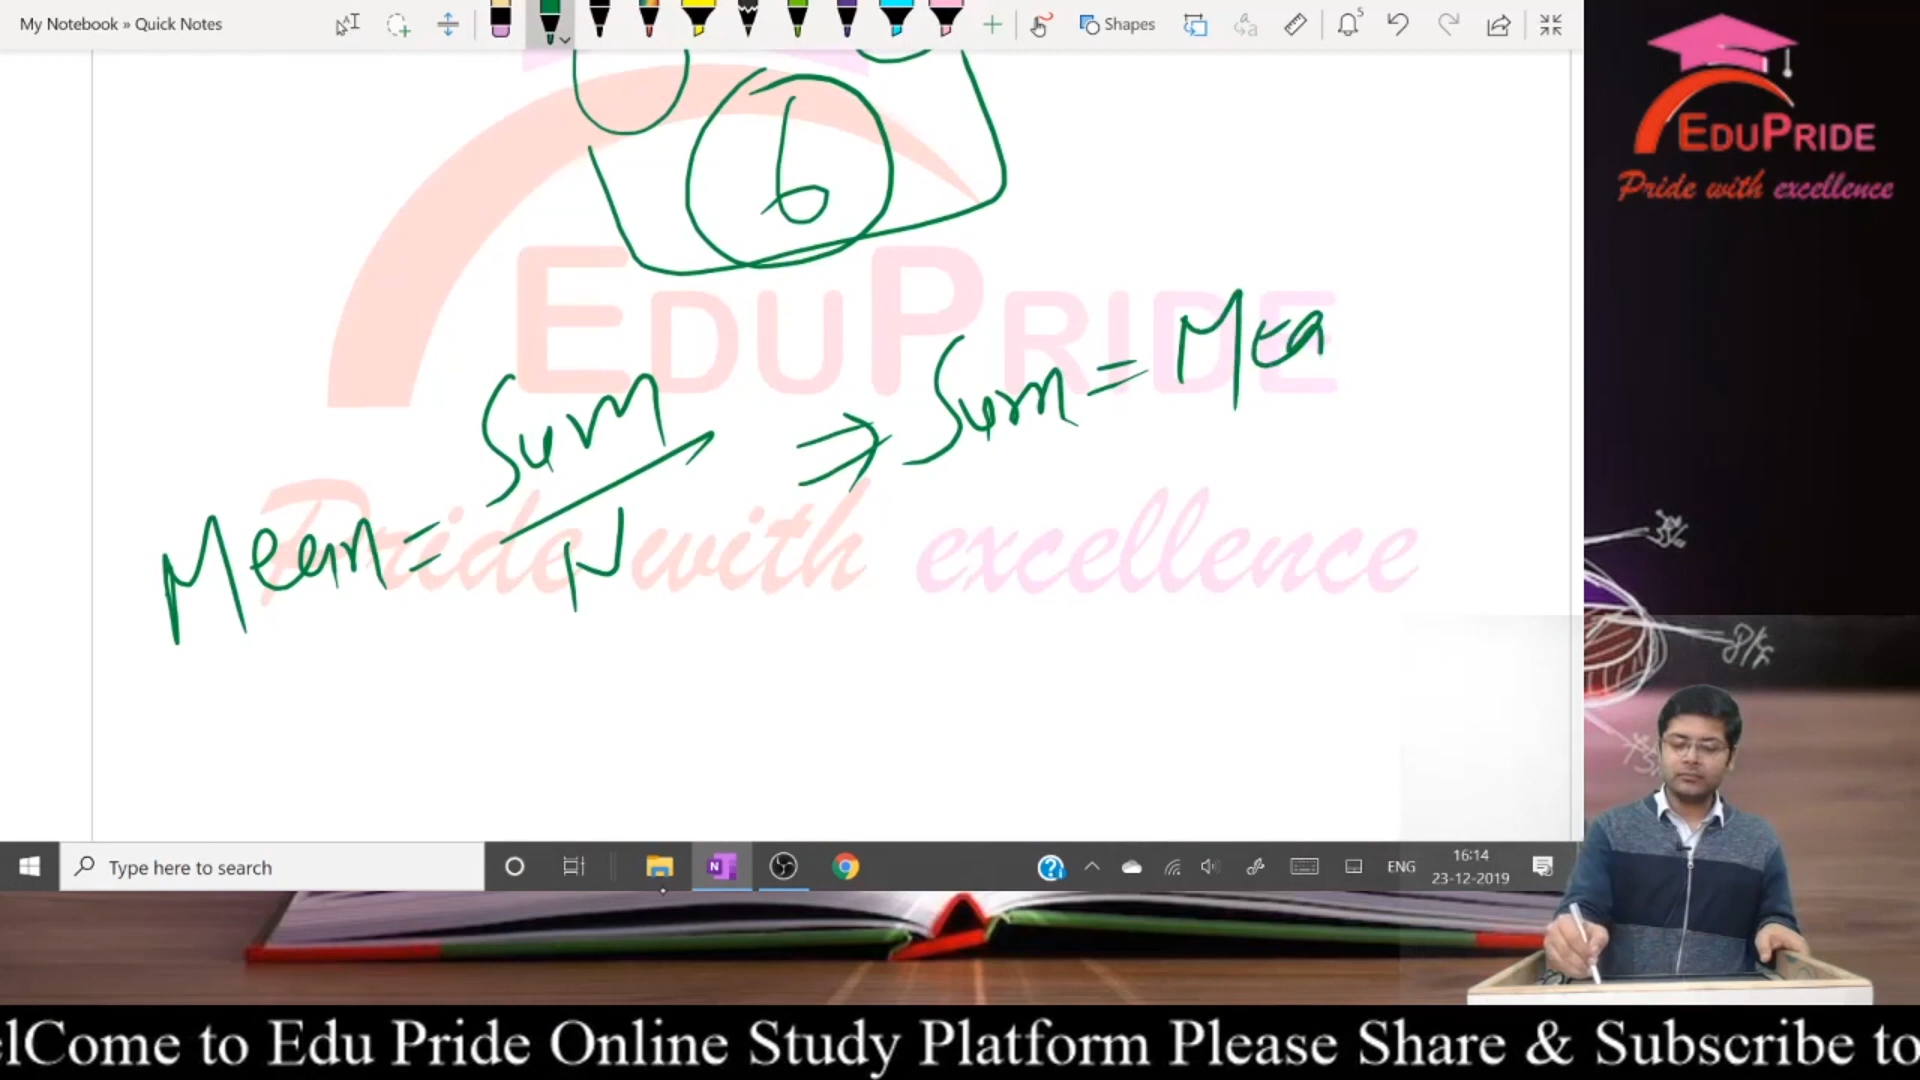 My Notebook » Quick Notes
Shapes
5
EDUPRIDE
Pride with excellence
6
EDUPRIDE
Pride with excellence
Mean = Sum / N ⇒ Sum = Mea
Type here to search
ENG
16:14
23-12-2019
elCome to Edu Pride Online Study Platform Please Share & Subscribe to